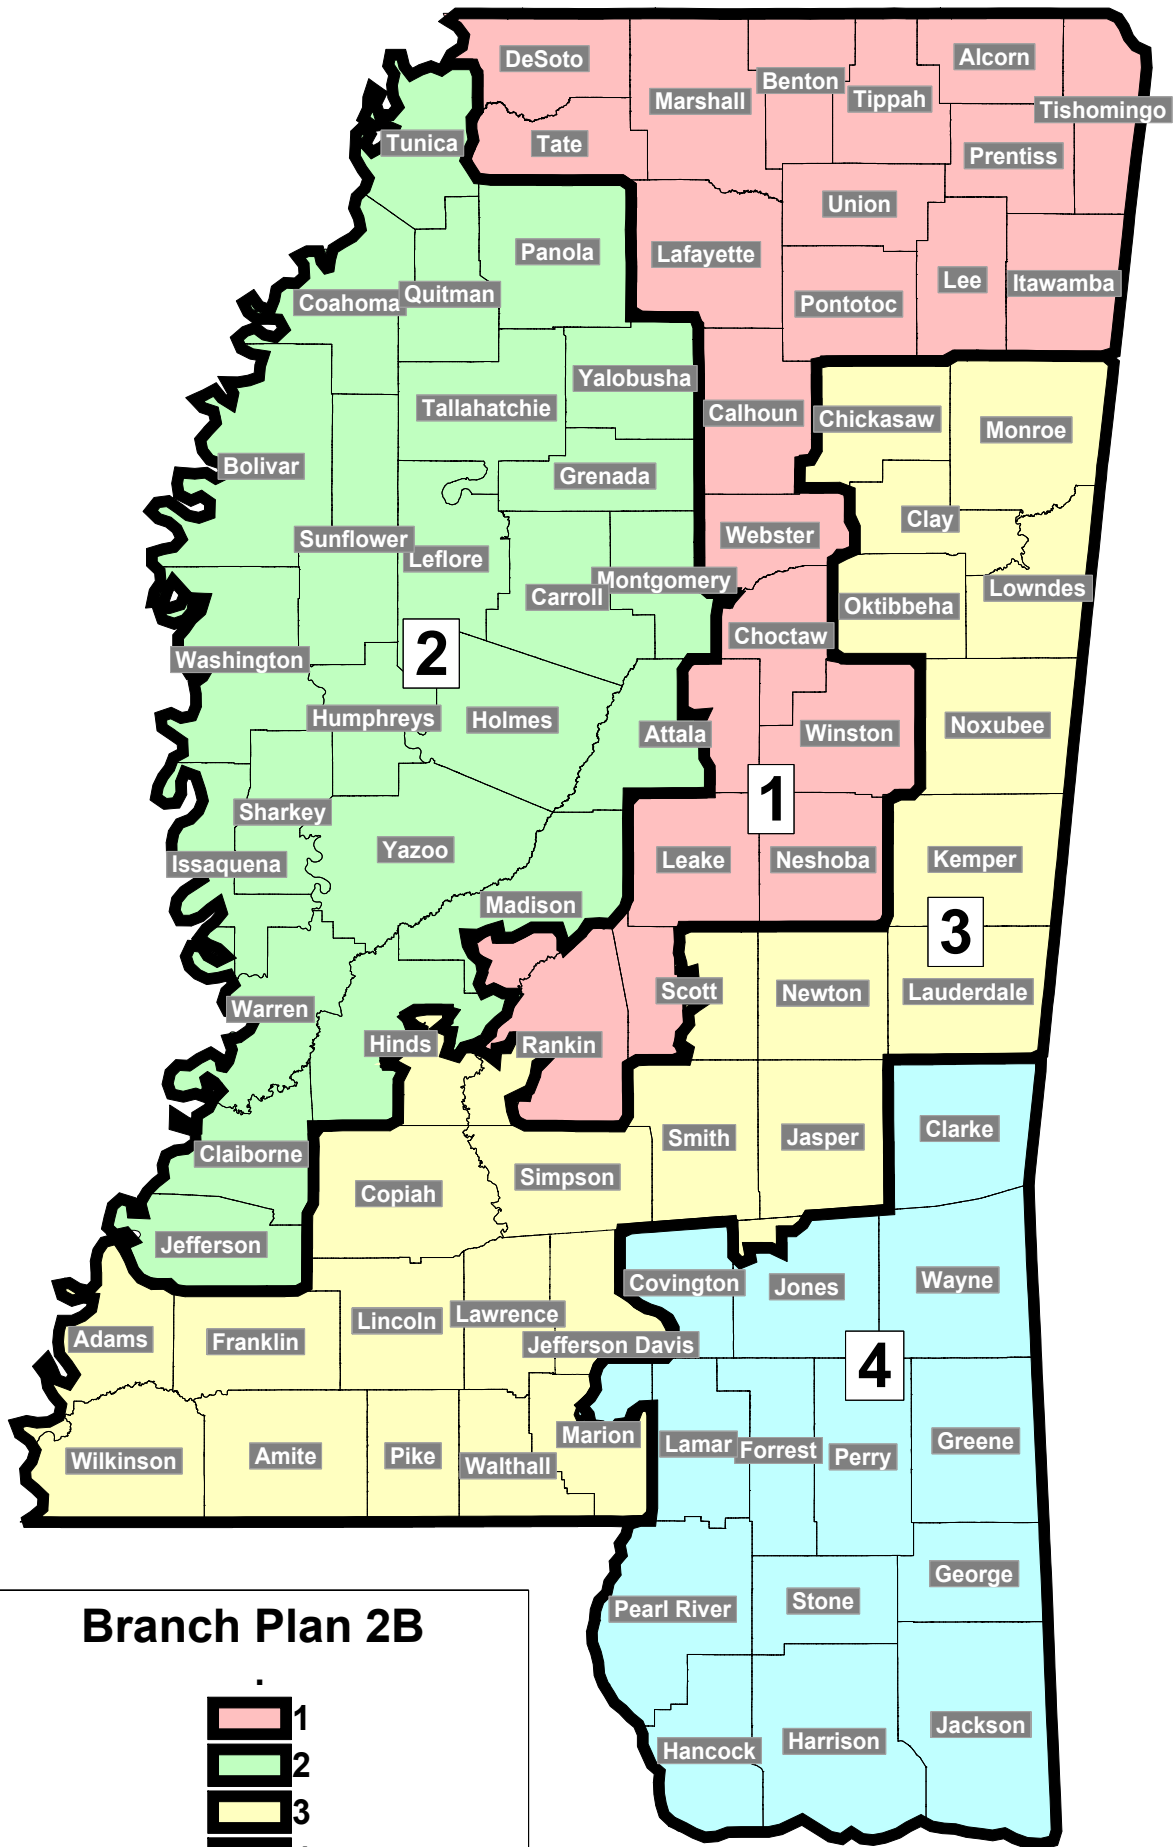 DeSoto
Alcorn
Benton
Marshall
Tippah
Tishomingo
Tunica
Tate
Prentiss
Union
Panola
Lafayette
Lee
Itawamba
Coahoma
Quitman
Pontotoc
Yalobusha
Tallahatchie
Calhoun
Chickasaw
Monroe
Bolivar
Grenada
Clay
Webster
Sunflower
Leflore
Montgomery
Carroll
Oktibbeha
Lowndes
Choctaw
2
Washington
Humphreys
Holmes
Attala
Winston
Noxubee
1
Sharkey
Yazoo
Issaquena
Leake
Neshoba
Kemper
Madison
3
Scott
Newton
Lauderdale
Warren
Hinds
Rankin
Clarke
Smith
Jasper
Claiborne
Simpson
Copiah
Jefferson
Covington
Jones
Wayne
Lincoln
Lawrence
Adams
Franklin
Jefferson Davis
4
Marion
Lamar
Forrest
Perry
Greene
Wilkinson
Amite
Pike
Walthall
George
Pearl River
Stone
Branch Plan 2B
.
1
Jackson
Harrison
Hancock
2
3